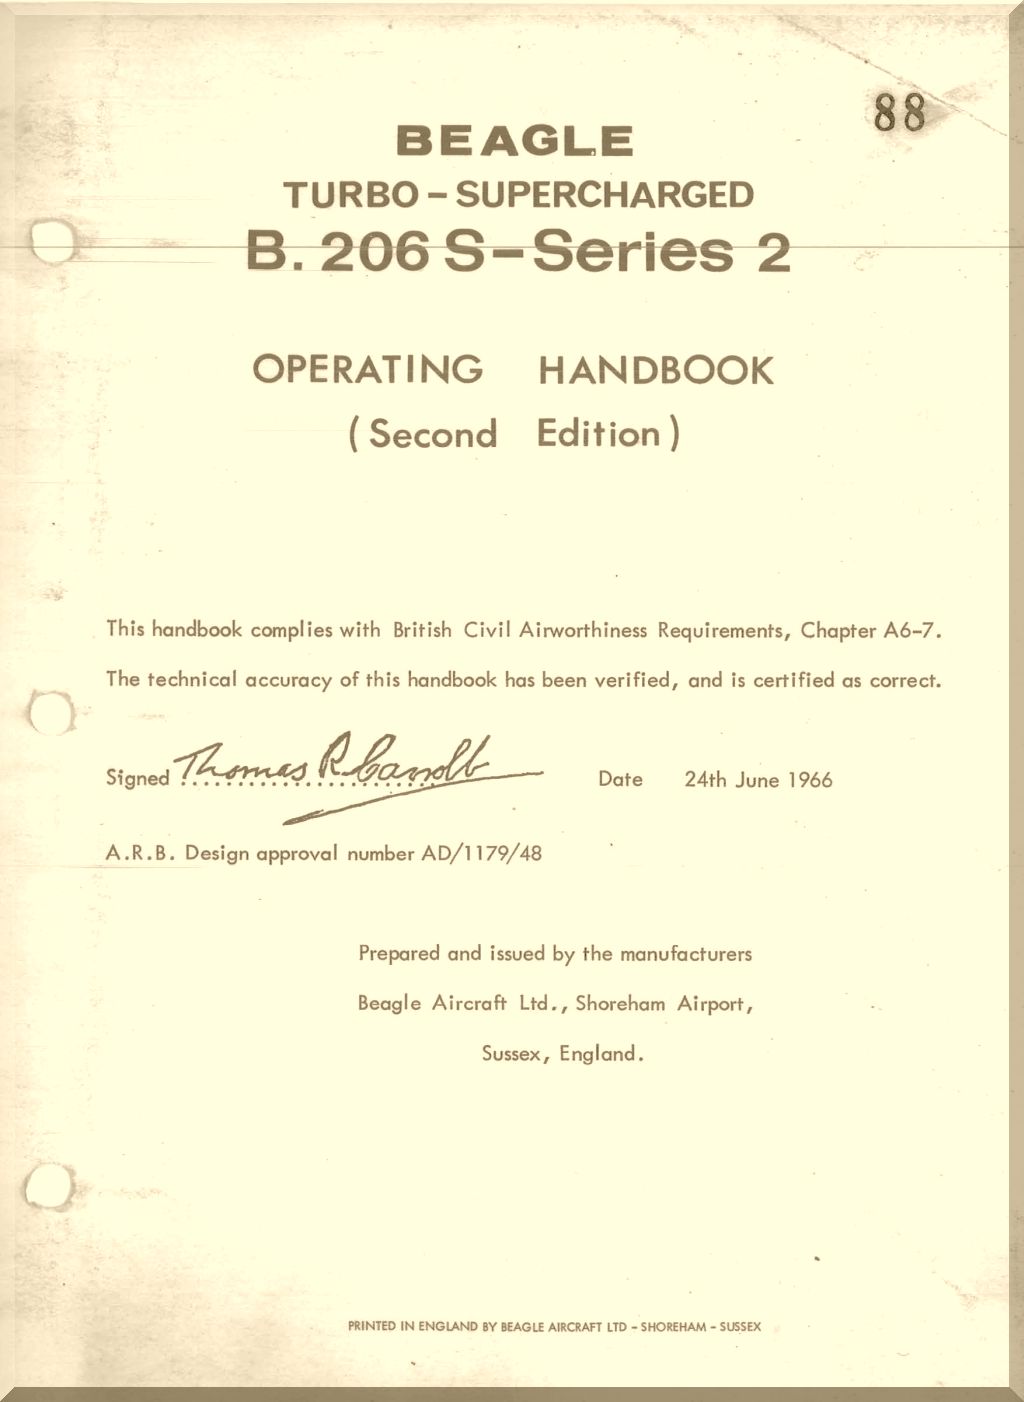 88
BEAGLE
TURBO-SUPERCHARGED
B. 206 S-Series 2
OPERATING HANDBOOK
(Second Edition)
This handbook complies with British Civil Airworthiness Requirements, Chapter A6-7.
The technical accuracy of this handbook has been verified, and is certified as correct.
Signed Thomas R Date 24th June 1966
A.R.B. Design approval number AD/1179/48
Prepared and issued by the manufacturers
Beagle Aircraft Ltd., Shoreham Airport,
Sussex, England.
PRINTED IN ENGLAND BY BEAGLE AIRCRAFT LTD - SHOREHAM - SUSSEX